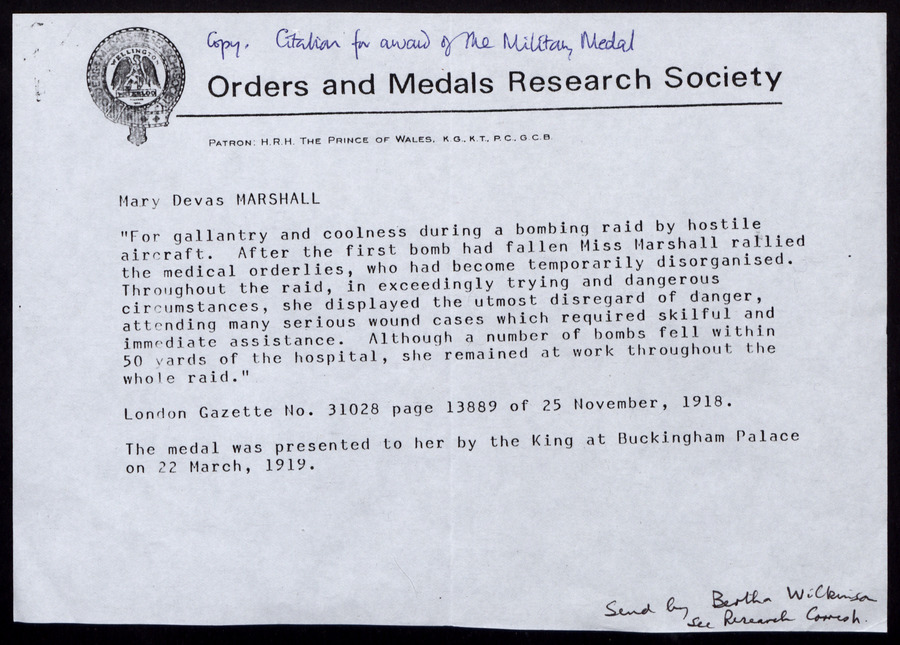 Copy. Citation for award of the Military Medal
WELLINGTON
WATERLOO
Orders and Medals Research Society
PATRON: H.R.H. THE PRINCE OF WALES, K.G., K.T., P.C., G.C.B.
Mary Devas MARSHALL
"For gallantry and coolness during a bombing raid by hostile
aircraft. After the first bomb had fallen Miss Marshall rallied
the medical orderlies, who had become temporarily disorganised.
Throughout the raid, in exceedingly trying and dangerous
circumstances, she displayed the utmost disregard of danger,
attending many serious wound cases which required skilful and
immediate assistance. Although a number of bombs fell within
50 yards of the hospital, she remained at work throughout the
whole raid."
London Gazette No. 31028 page 13889 of 25 November, 1918.
The medal was presented to her by the King at Buckingham Palace
on 22 March, 1919.
Send by Bertha Wilkinson
see Research Corresh.